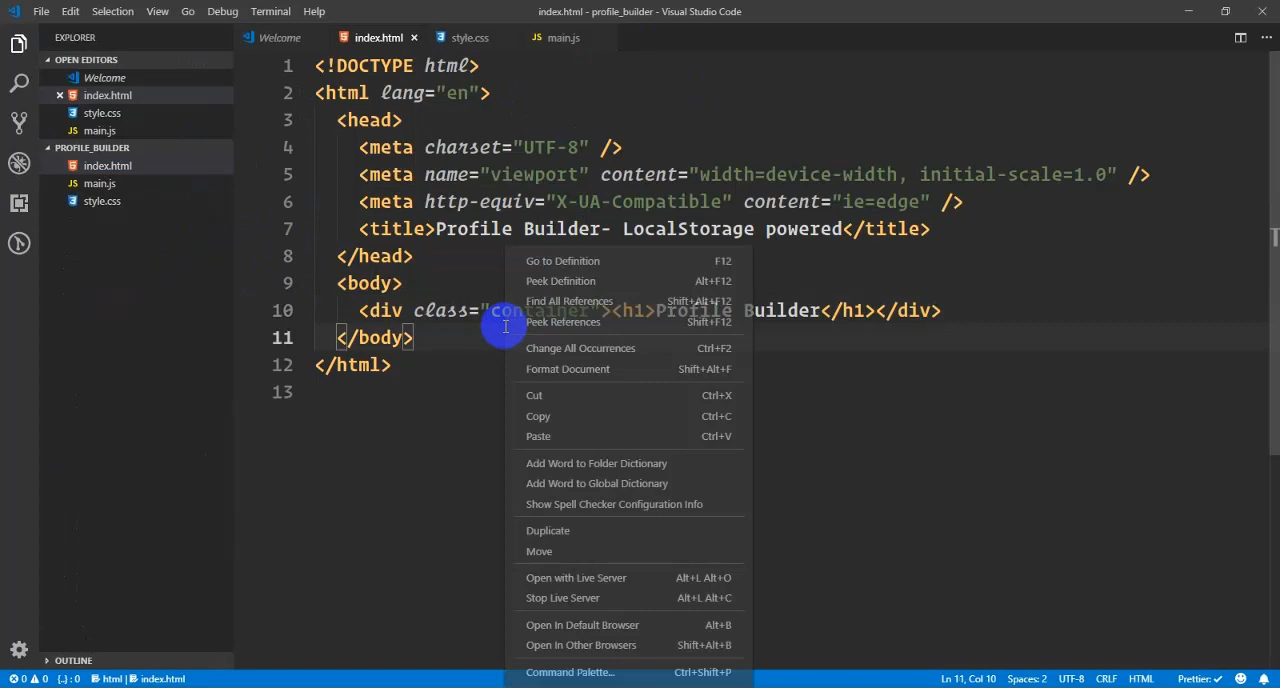 File Edit Selection View Go Debug Terminal Help
index.html - profile_builder - Visual Studio Code
EXPLORER
OPEN EDITORS
Welcome
index.html
style.css
JS main.js
PROFILE_BUILDER
index.html
JS main.js
style.css
OUTLINE
Welcome index.html style.css JS main.js
1 <!DOCTYPE html>
2 <html lang="en">
3 <head>
4 <meta charset="UTF-8" />
5 <meta name="viewport" content="width=device-width, initial-scale=1.0" />
6 <meta http-equiv="X-UA-Compatible" content="ie=edge" />
7 <title>Profile Builder- LocalStorage powered</title>
8 </head>
9 <body>
10 <div class="container"><h1>Profile Builder</h1></div>
11 </body>
12 </html>
13
Go to Definition F12
Peek Definition Alt+F12
Find All References Shift+Alt+F12
Peek References Shift+F12
Change All Occurrences Ctrl+F2
Format Document Shift+Alt+F
Cut Ctrl+X
Copy Ctrl+C
Paste Ctrl+V
Add Word to Folder Dictionary
Add Word to Global Dictionary
Show Spell Checker Configuration Info
Duplicate
Move
Open with Live Server Alt+L Alt+O
Stop Live Server Alt+L Alt+C
Open In Default Browser Alt+B
Open In Other Browsers Shift+Alt+B
Command Palette... Ctrl+Shift+P
0 0 {..} : 0 html | index.html Ln 11, Col 10 Spaces: 2 UTF-8 CRLF HTML Prettier: ✓